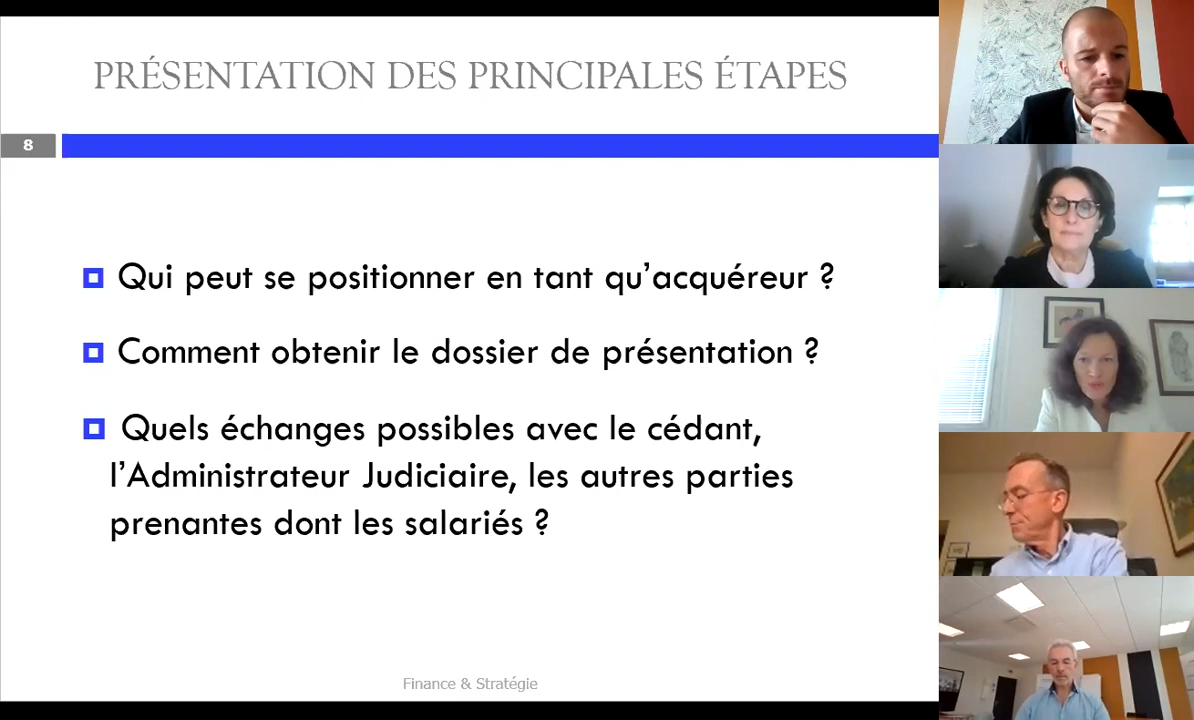 PRÉSENTATION DES PRINCIPALES ÉTAPES
8
Qui peut se positionner en tant qu’acquéreur ?
Comment obtenir le dossier de présentation ?
Quels échanges possibles avec le cédant,
l’Administrateur Judiciaire, les autres parties
prenantes dont les salariés ?
Finance & Stratégie